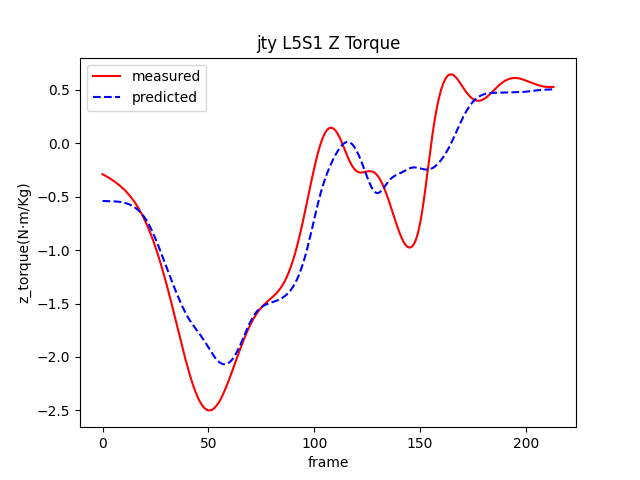 jty L5S1 Z Torque
measured
predicted
z_torque(N·m/Kg)
0.5
0.0
−0.5
−1.0
−1.5
−2.0
−2.5
0 50 100 150 200
frame